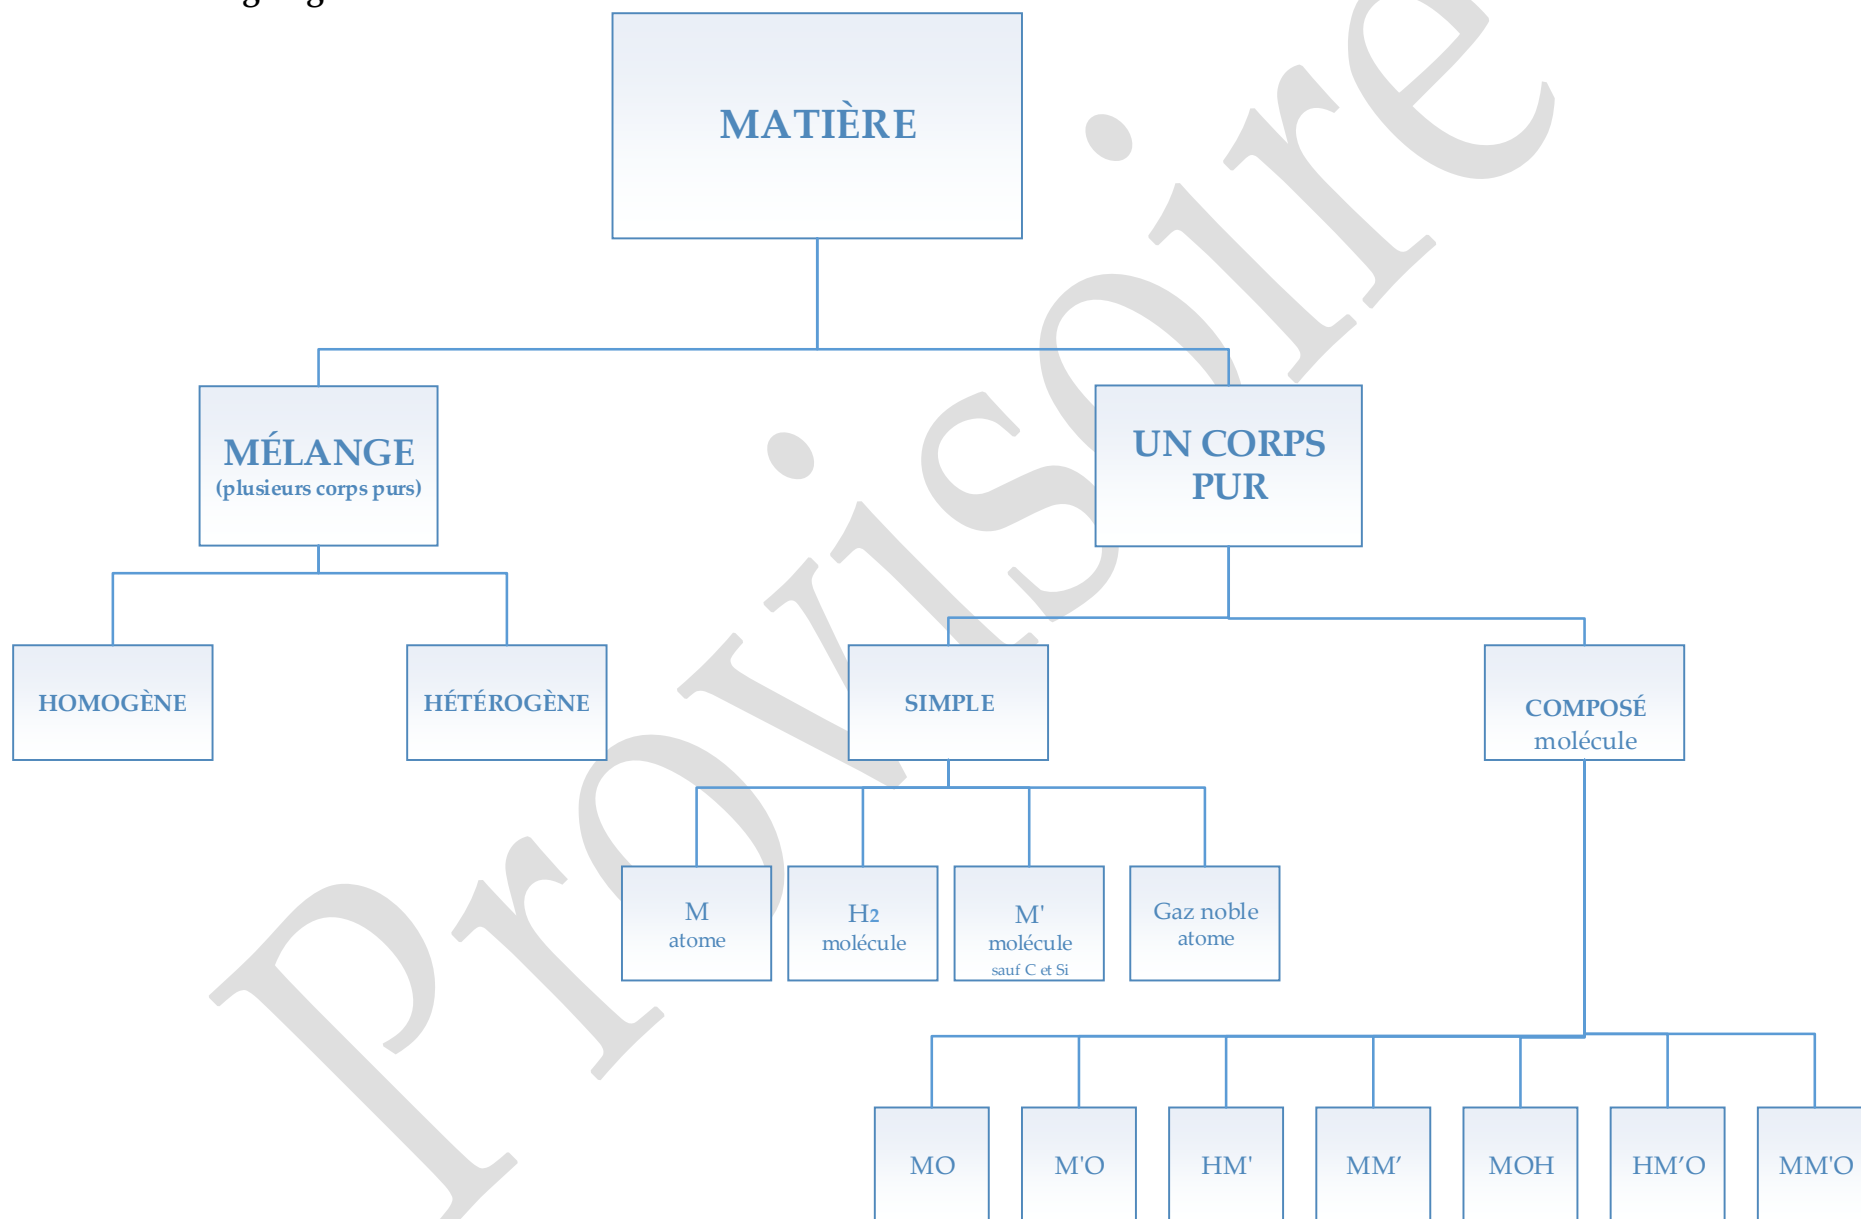 MATIÈRE
MÉLANGE
(plusieurs corps purs)
UN CORPS
PUR
HOMOGÈNE
HÉTÉROGÈNE
SIMPLE
COMPOSÉ
molécule
M
atome
H2
molécule
M'
molécule
sauf C et Si
Gaz noble
atome
MO
M'O
HM'
MM’
MOH
HM’O
MM'O
Provisoire